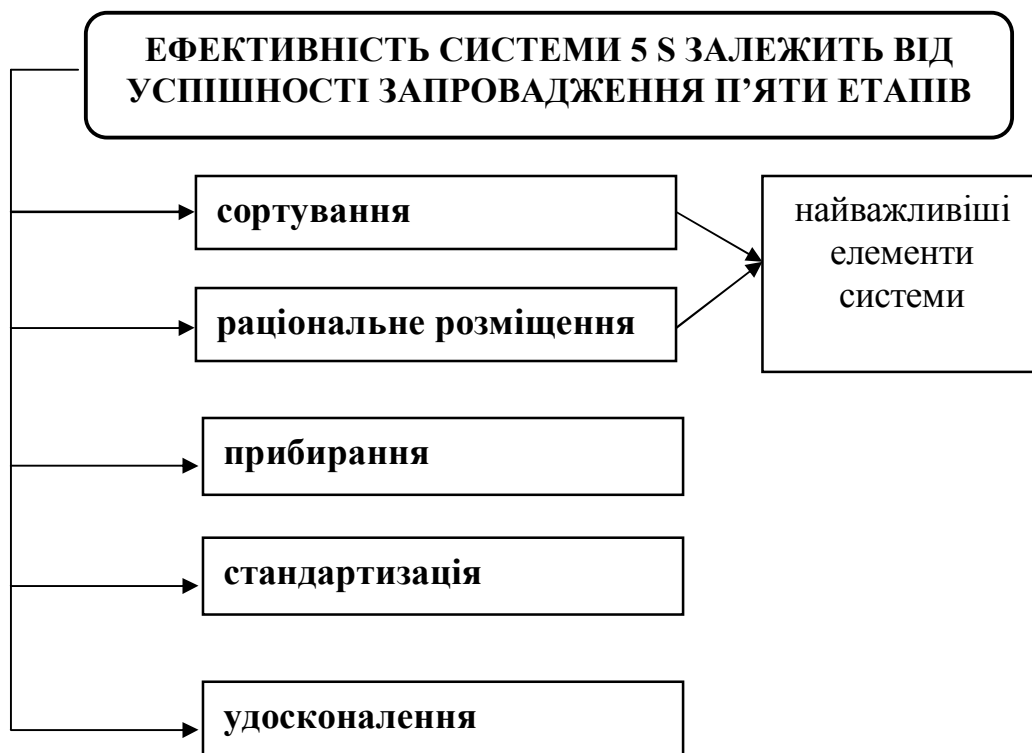 ЕФЕКТИВНІСТЬ СИСТЕМИ 5 S ЗАЛЕЖИТЬ ВІД
УСПІШНОСТІ ЗАПРОВАДЖЕННЯ П’ЯТИ ЕТАПІВ
сортування
раціональне розміщення
найважливіші
елементи
системи
прибирання
стандартизація
удосконалення